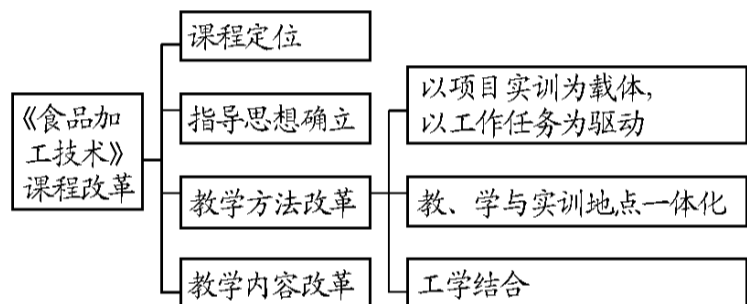 《食品加
工技术》
课程改革
课程定位
指导思想确立
教学方法改革
教学内容改革
以项目实训为载体,
以工作任务为驱动
教、学与实训地点一体化
工学结合